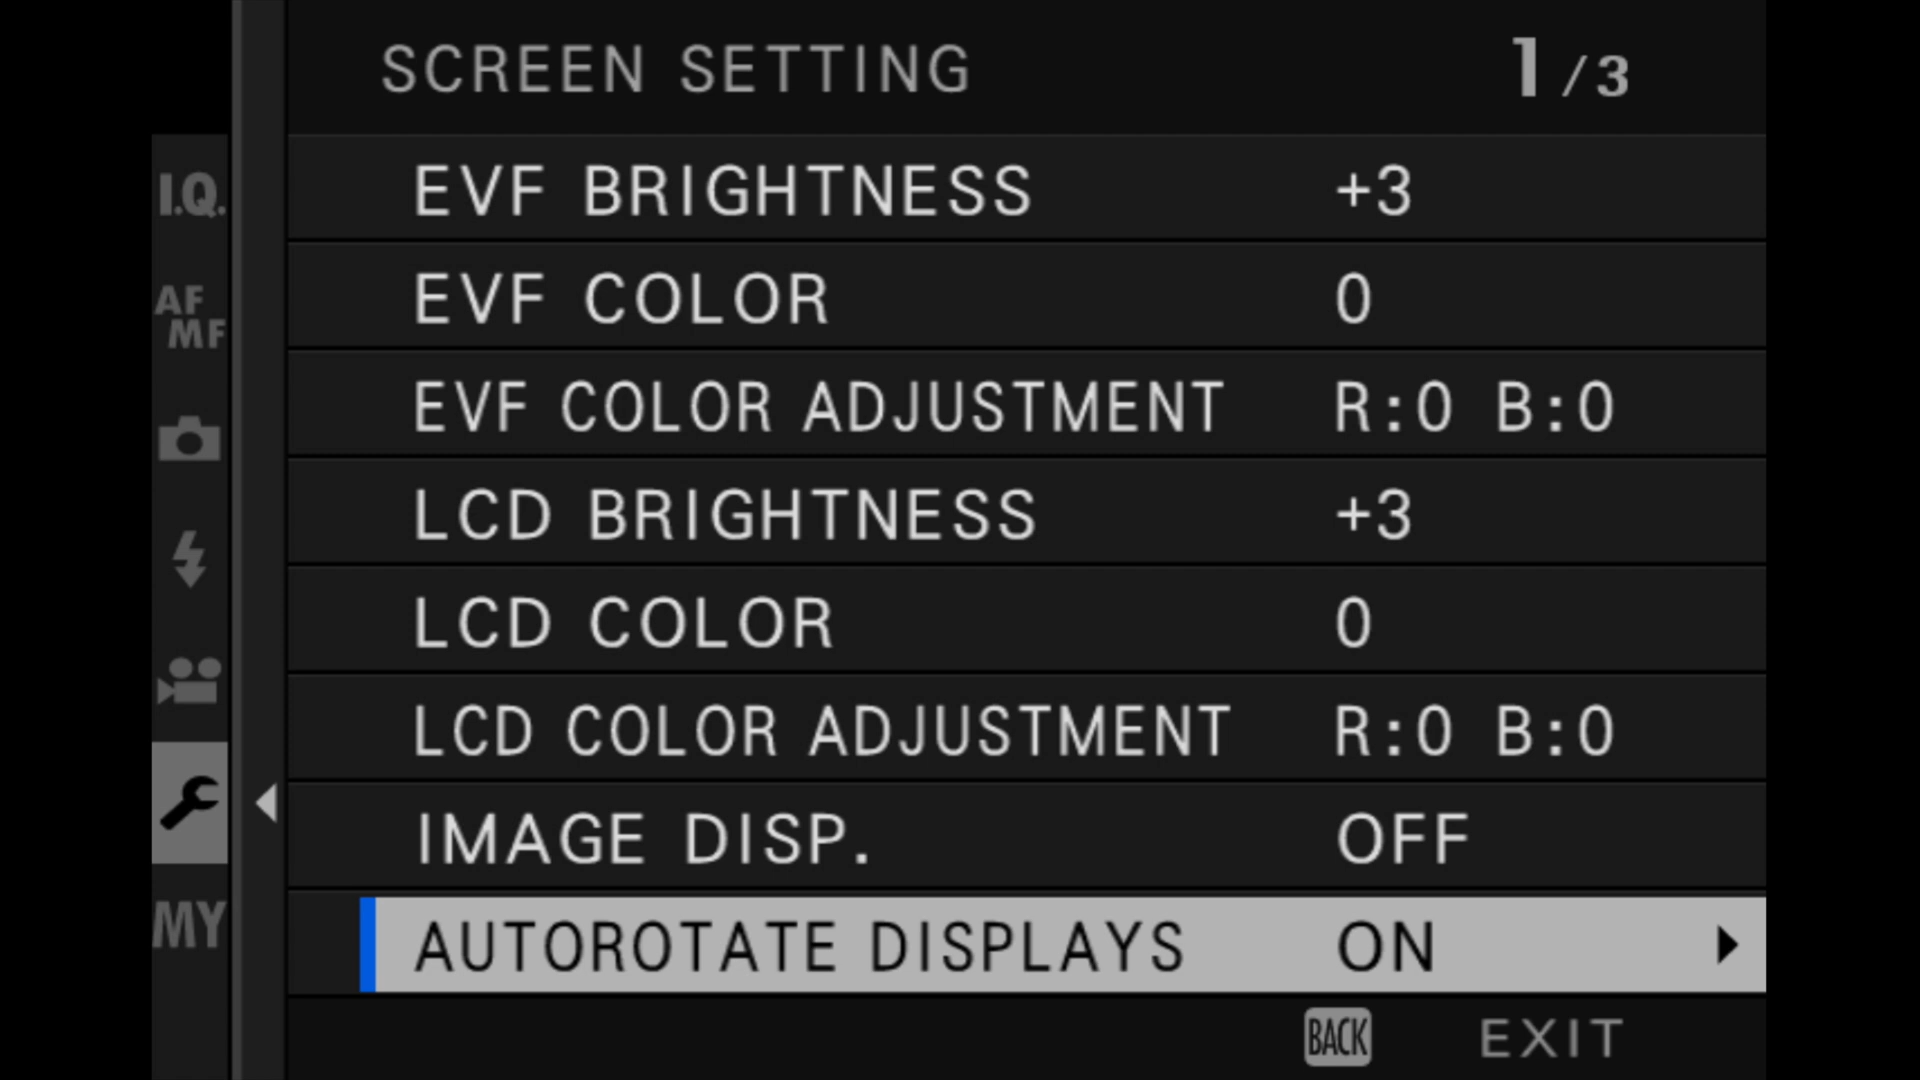 SCREEN SETTING 1/3
I.Q.
EVF BRIGHTNESS +3
EVF COLOR 0
AF
MF
EVF COLOR ADJUSTMENT R:0 B:0
LCD BRIGHTNESS +3
LCD COLOR 0
LCD COLOR ADJUSTMENT R:0 B:0
IMAGE DISP. OFF
MY
AUTOROTATE DISPLAYS ON
BACK EXIT